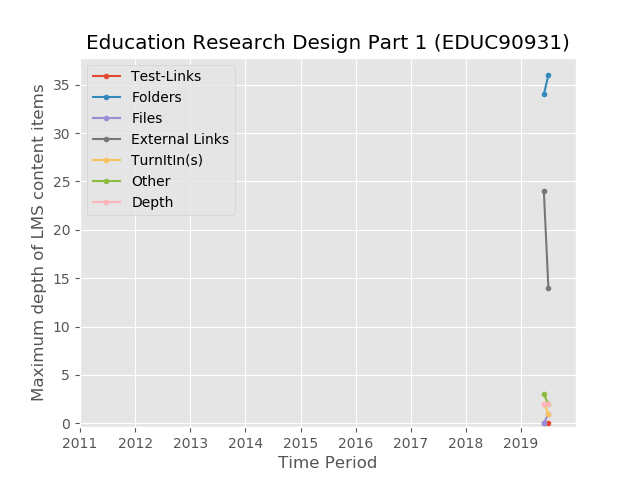 Education Research Design Part 1 (EDUC90931)
Maximum depth of LMS content items
35
30
25
20
15
10
5
0
Test-Links
Folders
Files
External Links
TurnItIn(s)
Other
Depth
2011 2012 2013 2014 2015 2016 2017 2018 2019
Time Period